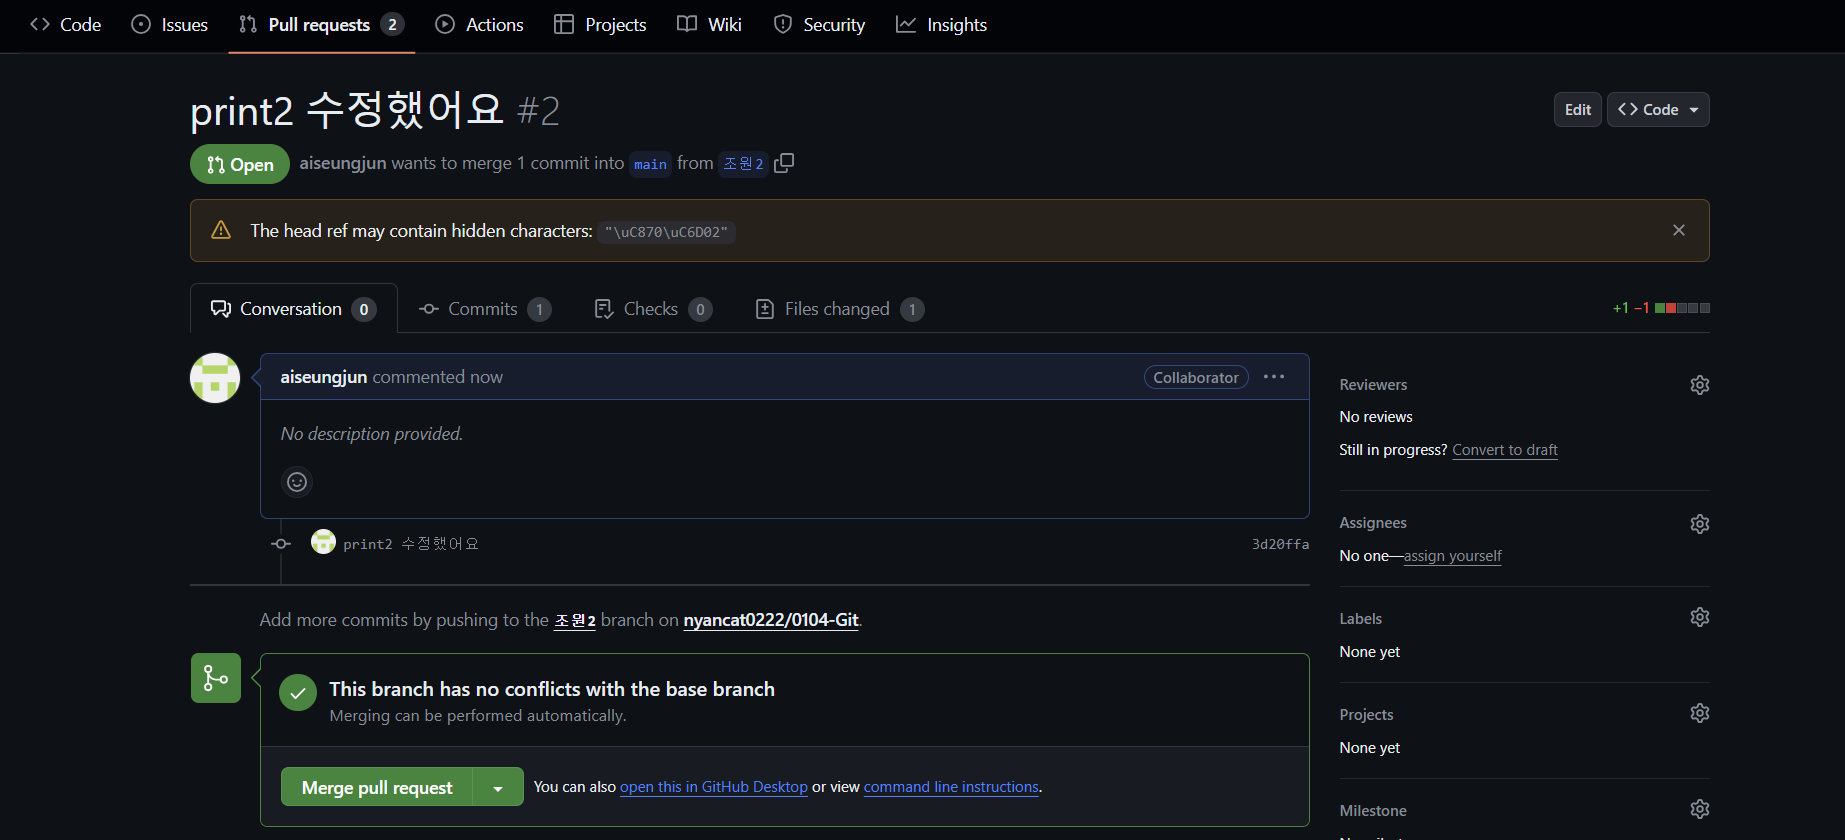 Code Issues Pull requests 2 Actions Projects Wiki Security Insights
print2 수정했어요 #2
Edit Code
Open aiseungjun wants to merge 1 commit into main from 조원2
The head ref may contain hidden characters: "\uC870\uC6D02"
Conversation 0 Commits 1 Checks 0 Files changed 1 +1 −1
aiseungjun commented now Collaborator
No description provided.
print2 수정했어요 3d20ffa
Add more commits by pushing to the 조원2 branch on nyancat0222/0104-Git.
This branch has no conflicts with the base branch
Merging can be performed automatically.
Merge pull request You can also open this in GitHub Desktop or view command line instructions.
Reviewers
No reviews
Still in progress? Convert to draft
Assignees
No one—assign yourself
Labels
None yet
Projects
None yet
Milestone